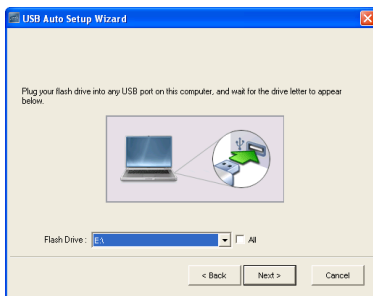 USB Auto Setup Wizard
Plug your flash drive into any USB port on this computer, and wait for the drive letter to appear
below.
Flash Drive : E:\ All
< Back Next > Cancel